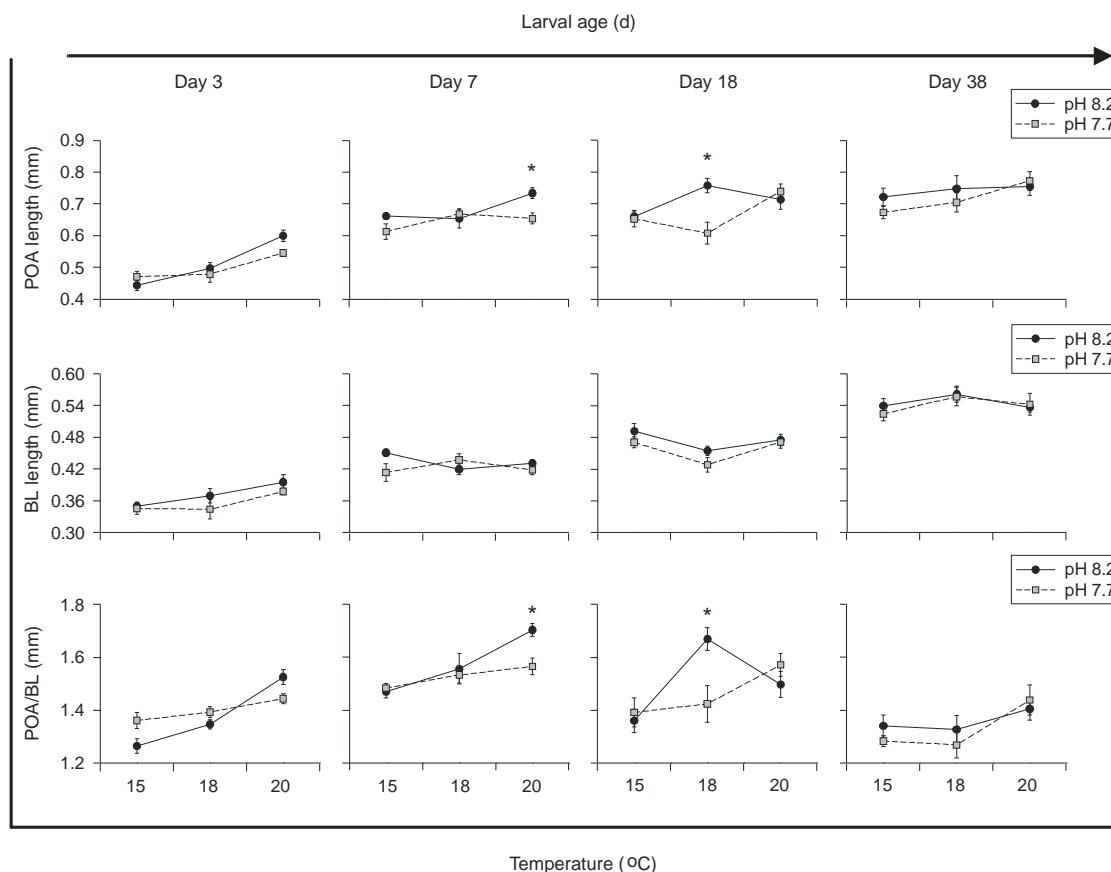 Larval age (d)
Day 3 Day 7 Day 18 Day 38
pH 8.2
pH 7.7
POA length (mm)
0.9
0.8
0.7
0.6
0.5
0.4
* *
pH 8.2
pH 7.7
BL length (mm)
0.60
0.54
0.48
0.42
0.36
0.30
pH 8.2
pH 7.7
POA/BL (mm)
1.8
1.6
1.4
1.2
* *
15 18 20 15 18 20 15 18 20 15 18 20
Temperature (ºC)